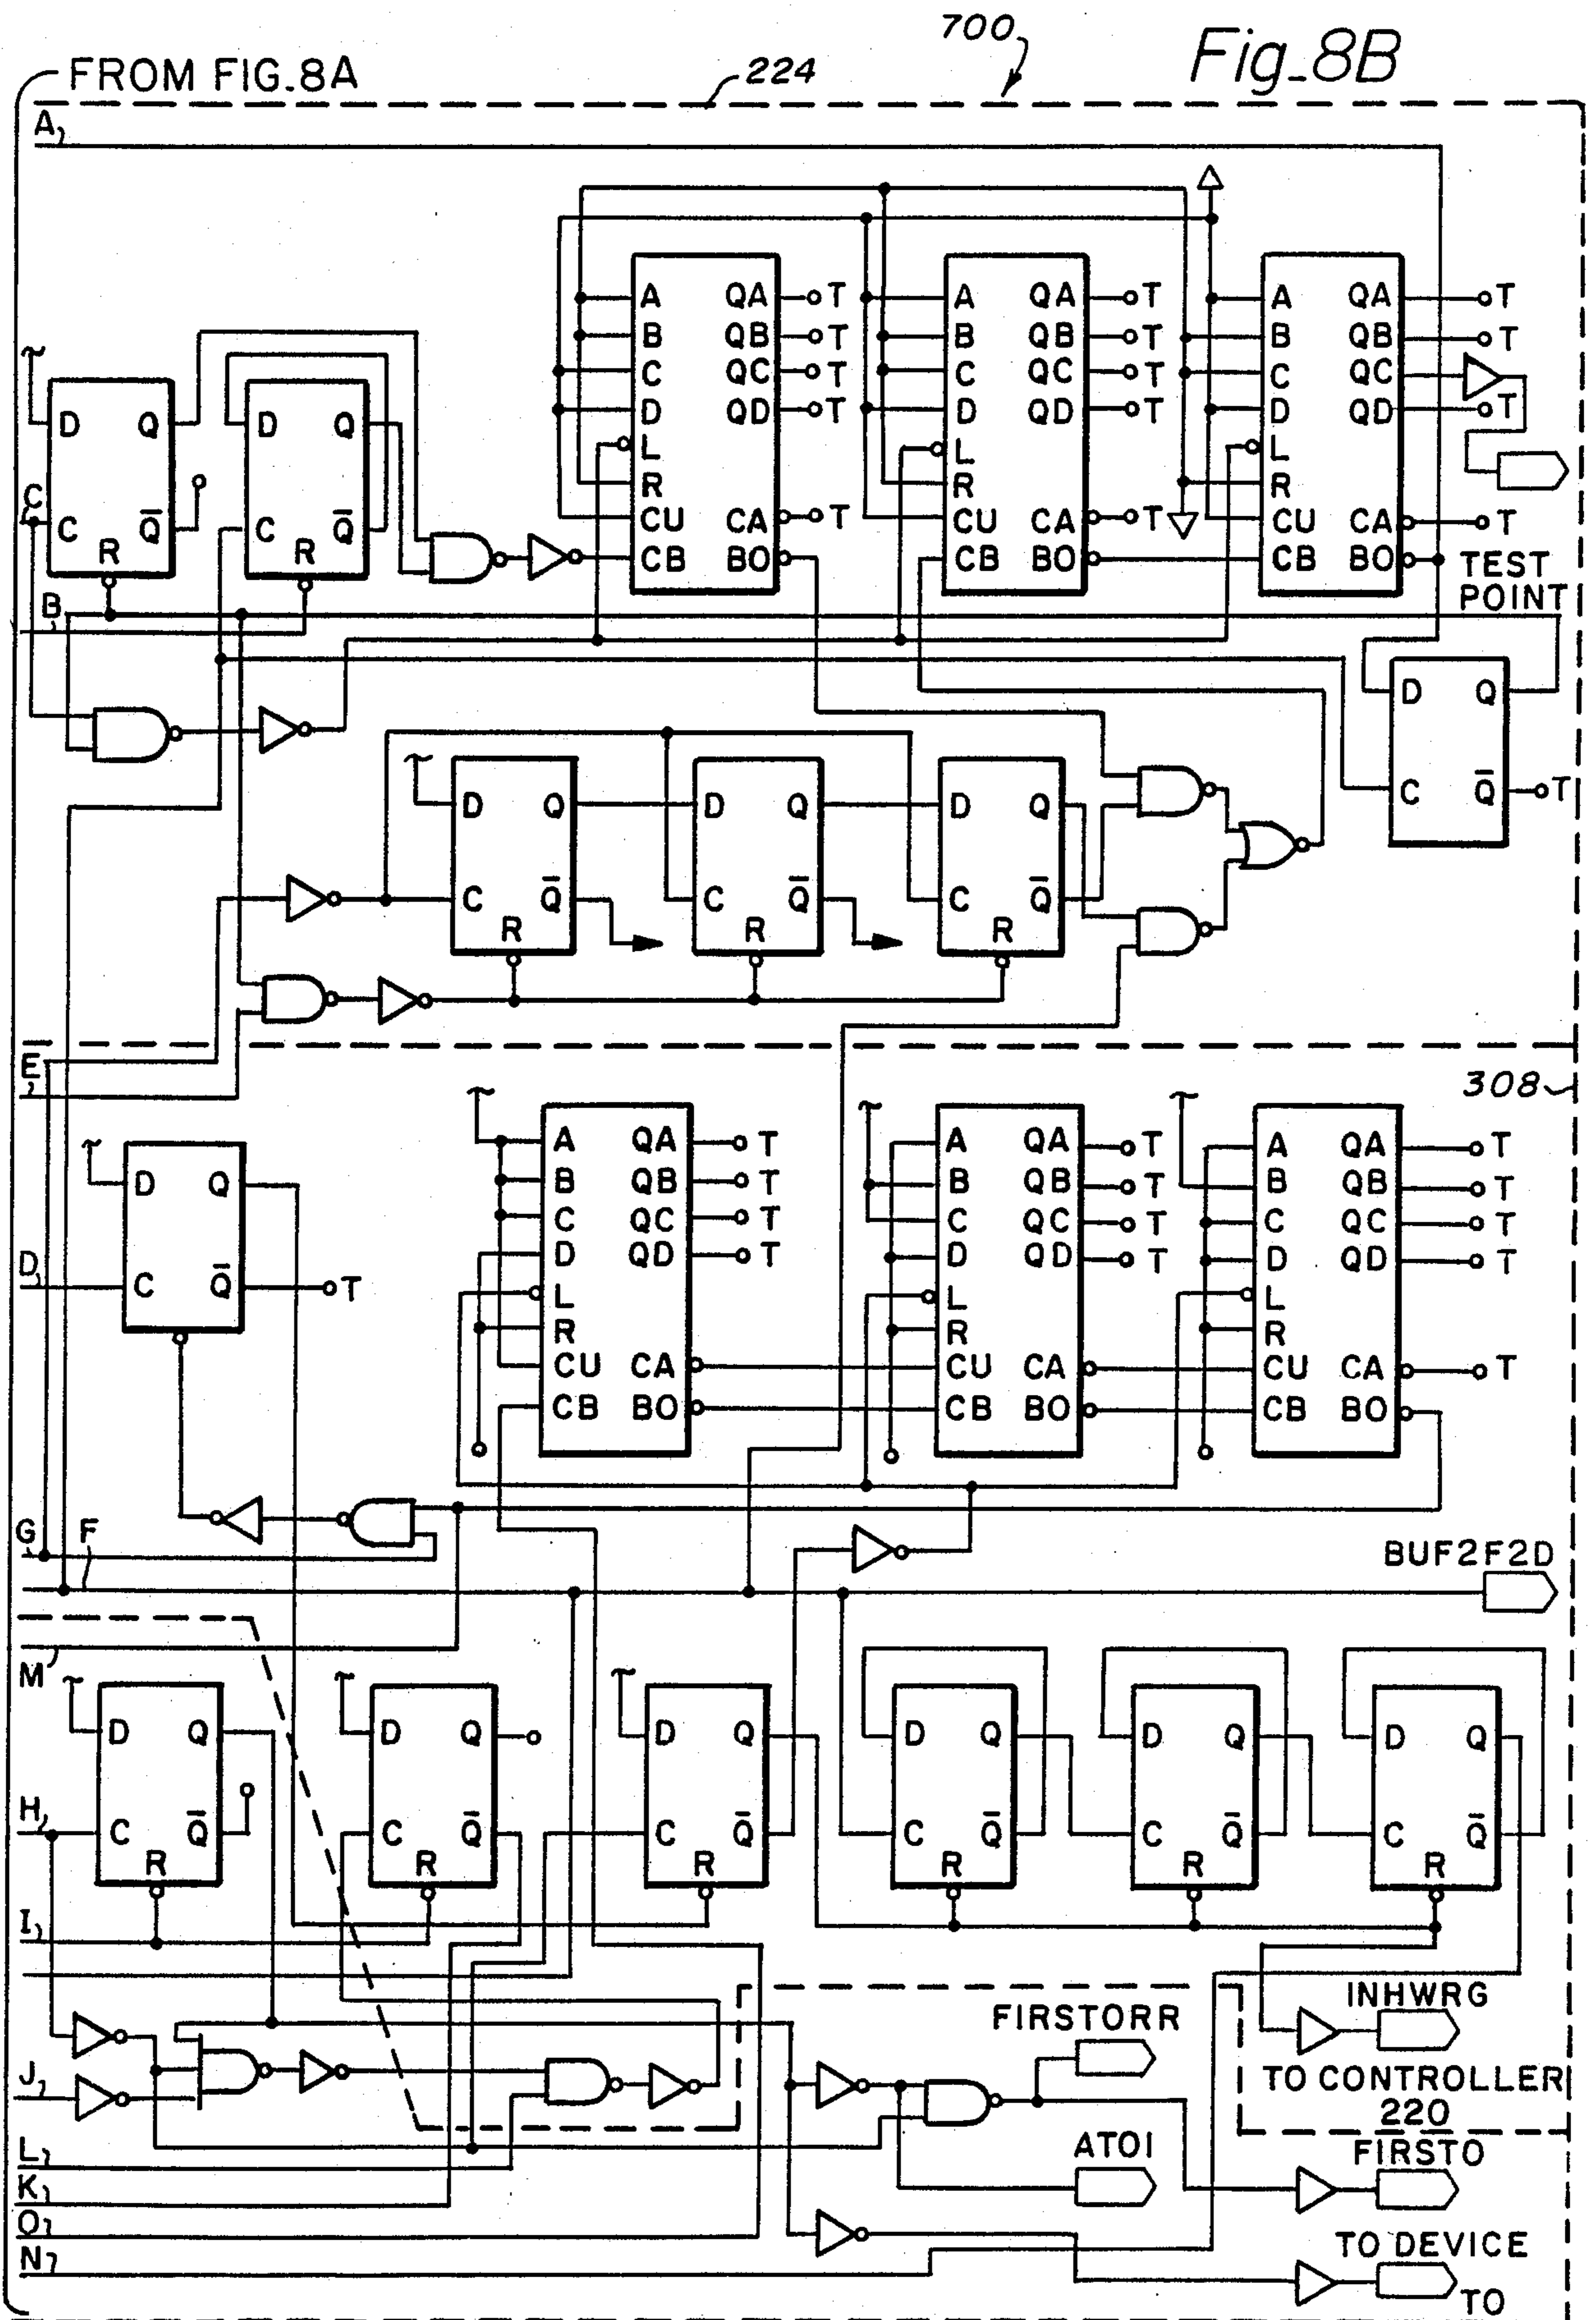 700 Fig_8B
FROM FIG.8A 224
A
A QA T A QA T A QA T
B QB T B QB T B QB T
C QC T C QC T C QC
D Q D Q D QD T D QD T D QD T
L L L
C R R R
C Q̅ C Q̅ CU CA T CU CA T CU CA T
R R CB BO CB BO CB BO
TEST
POINT
B
D Q
D Q D Q D Q C Q̅ T
C Q̅ C Q̅ C Q̅
R R R
E
308
A QA T A QA T A QA T
D Q B QB T B QB T B QB T
C QC T C QC T C QC T
D QD T D QD T D QD T
D C Q̅ T L L L
R R R
CU CA CU CA CU CA T
CB BO CB BO CB BO
G F
BUF2F2D
M
D Q D Q D Q D Q D Q D Q
H C Q̅ C Q̅ C Q̅ C Q̅ C Q̅ C Q̅
R R R R R R
I
INHWRG
FIRSTORR
J
TO CONTROLLER
220
L ATOI FIRSTO
K
O
TO DEVICE
N
TO